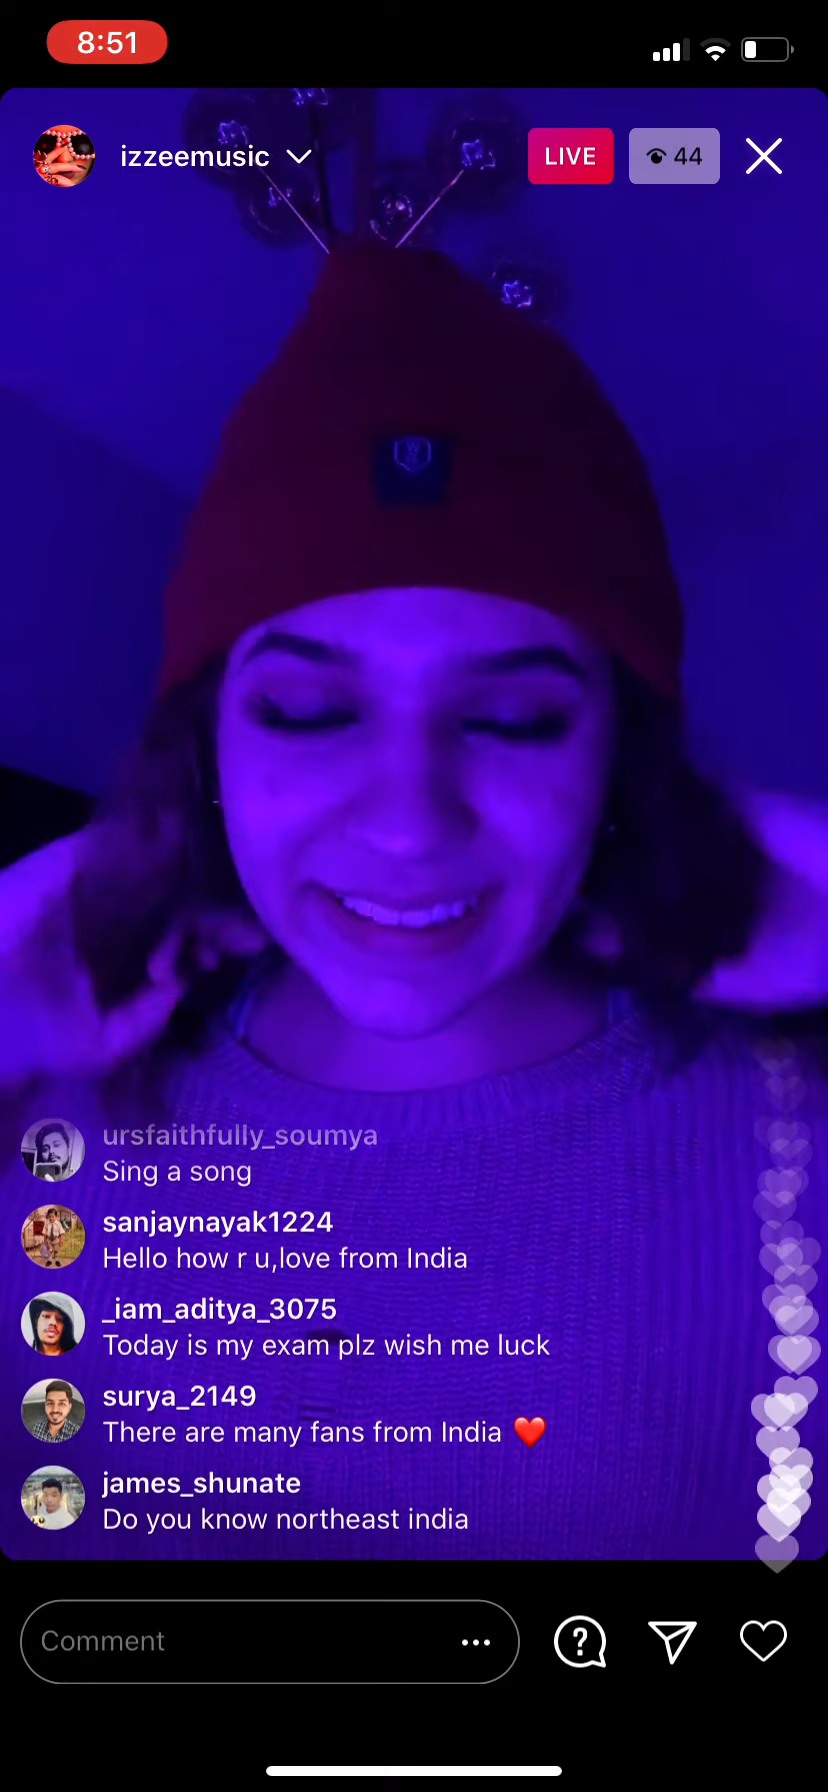 8:51
izzeemusic
LIVE
44
ursfaithfully_soumya
Sing a song
sanjaynayak1224
Hello how r u,love from India
_iam_aditya_3075
Today is my exam plz wish me luck
surya_2149
There are many fans from India ❤️
james_shunate
Do you know northeast india
Comment